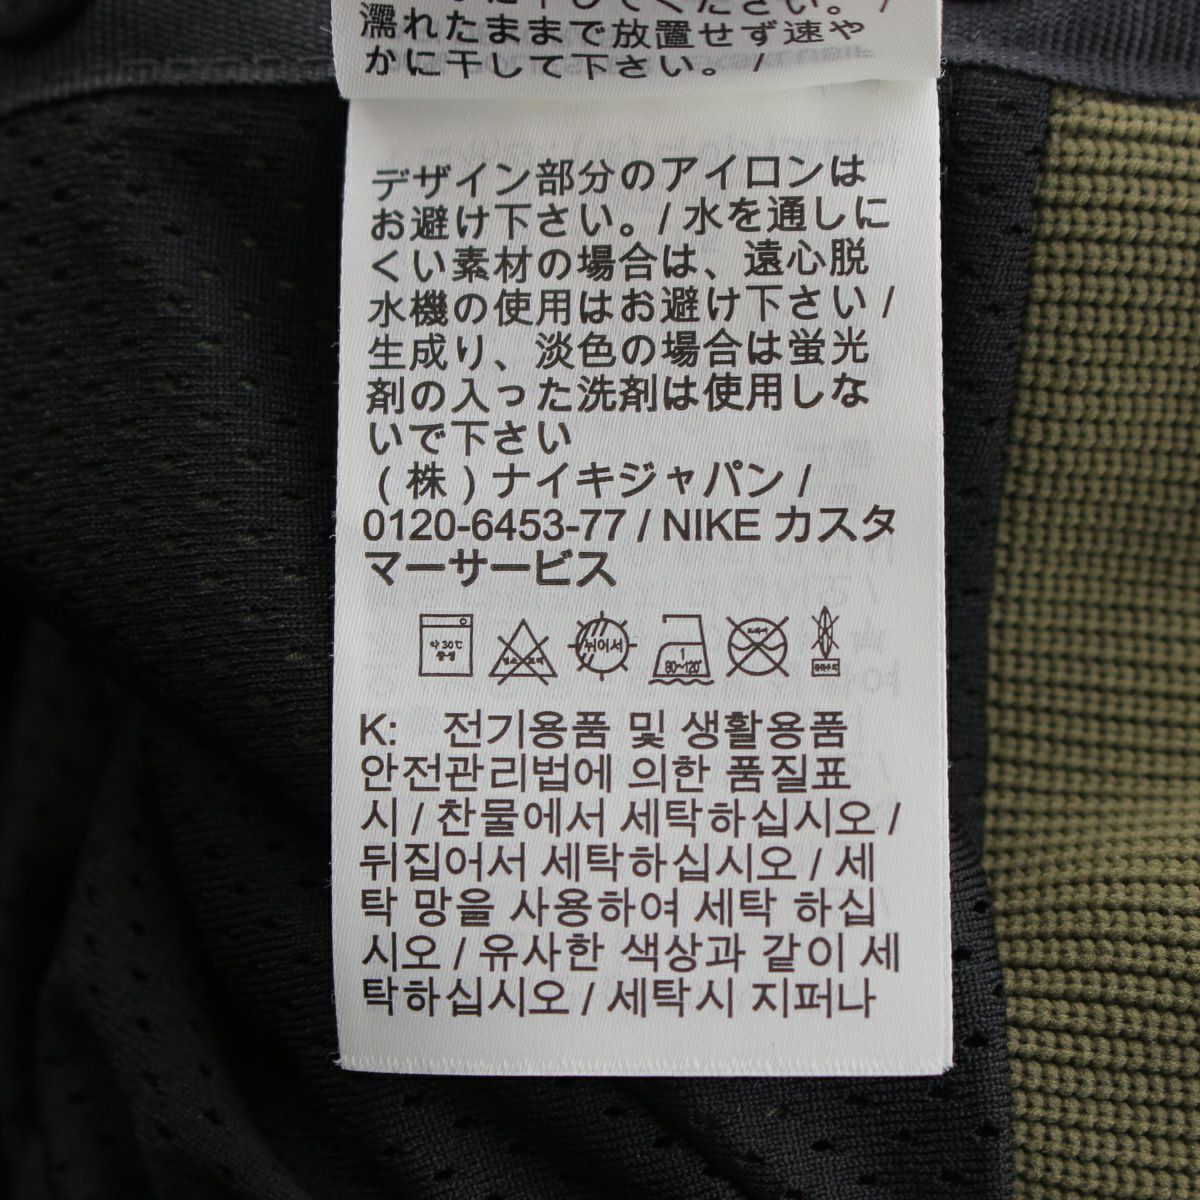 濡れたままで放置せず速や
かに干して下さい。/
デザイン部分のアイロンは
お避け下さい。/ 水を通しに
くい素材の場合は、遠心脱
水機の使用はお避け下さい /
生成り、淡色の場合は蛍光
剤の入った洗剤は使用しな
いで下さい
(株)ナイキジャパン /
0120-6453-77 / NIKE カスタ
マーサービス
약 30℃
중성
뉘어서
1
80~120℃
K: 전기용품 및 생활용품
안전관리법에 의한 품질표
시 / 찬물에서 세탁하십시오 /
뒤집어서 세탁하십시오 / 세
탁 망을 사용하여 세탁 하십
시오 / 유사한 색상과 같이 세
탁하십시오 / 세탁시 지퍼나